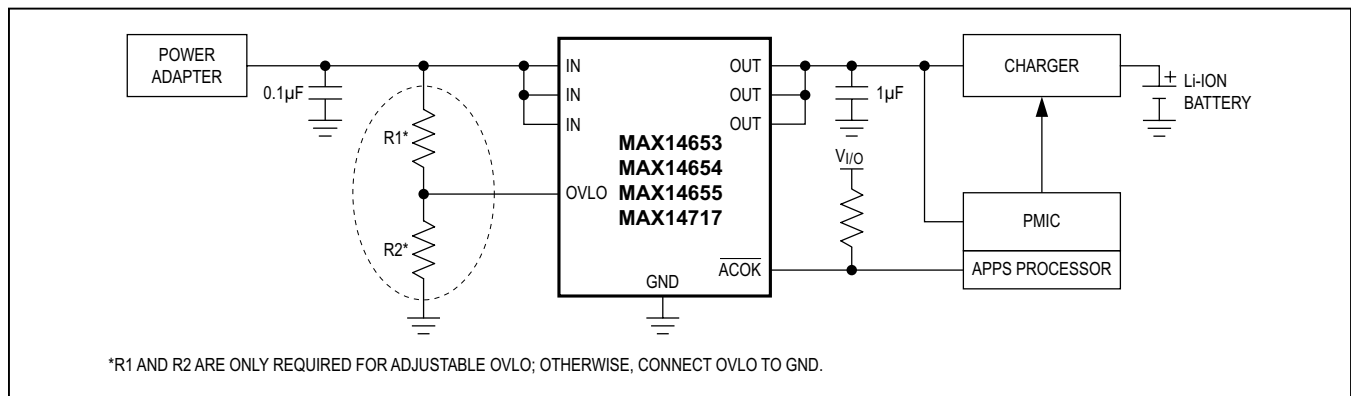 POWER
ADAPTER
0.1µF
R1*
R2*
IN
IN
IN
OVLO
GND
MAX14653
MAX14654
MAX14655
MAX14717
OUT
OUT
OUT
ACOK
1µF
VI/O
CHARGER
+ Li-ION
BATTERY
PMIC
APPS PROCESSOR
*R1 AND R2 ARE ONLY REQUIRED FOR ADJUSTABLE OVLO; OTHERWISE, CONNECT OVLO TO GND.